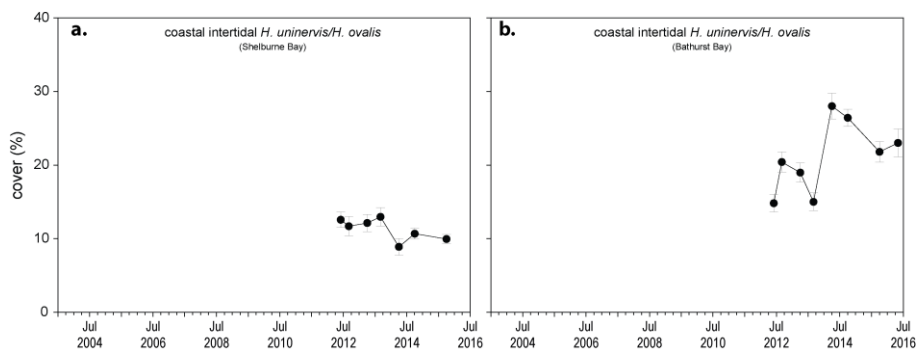 a.
coastal intertidal H. uninervis/H. ovalis
(Shelburne Bay)
b.
coastal intertidal H. uninervis/H. ovalis
(Bathurst Bay)
cover (%)
40
30
20
10
0
Jul Jul Jul Jul Jul Jul Jul
2004 2006 2008 2010 2012 2014 2016
Jul Jul Jul Jul Jul Jul Jul
2004 2006 2008 2010 2012 2014 2016